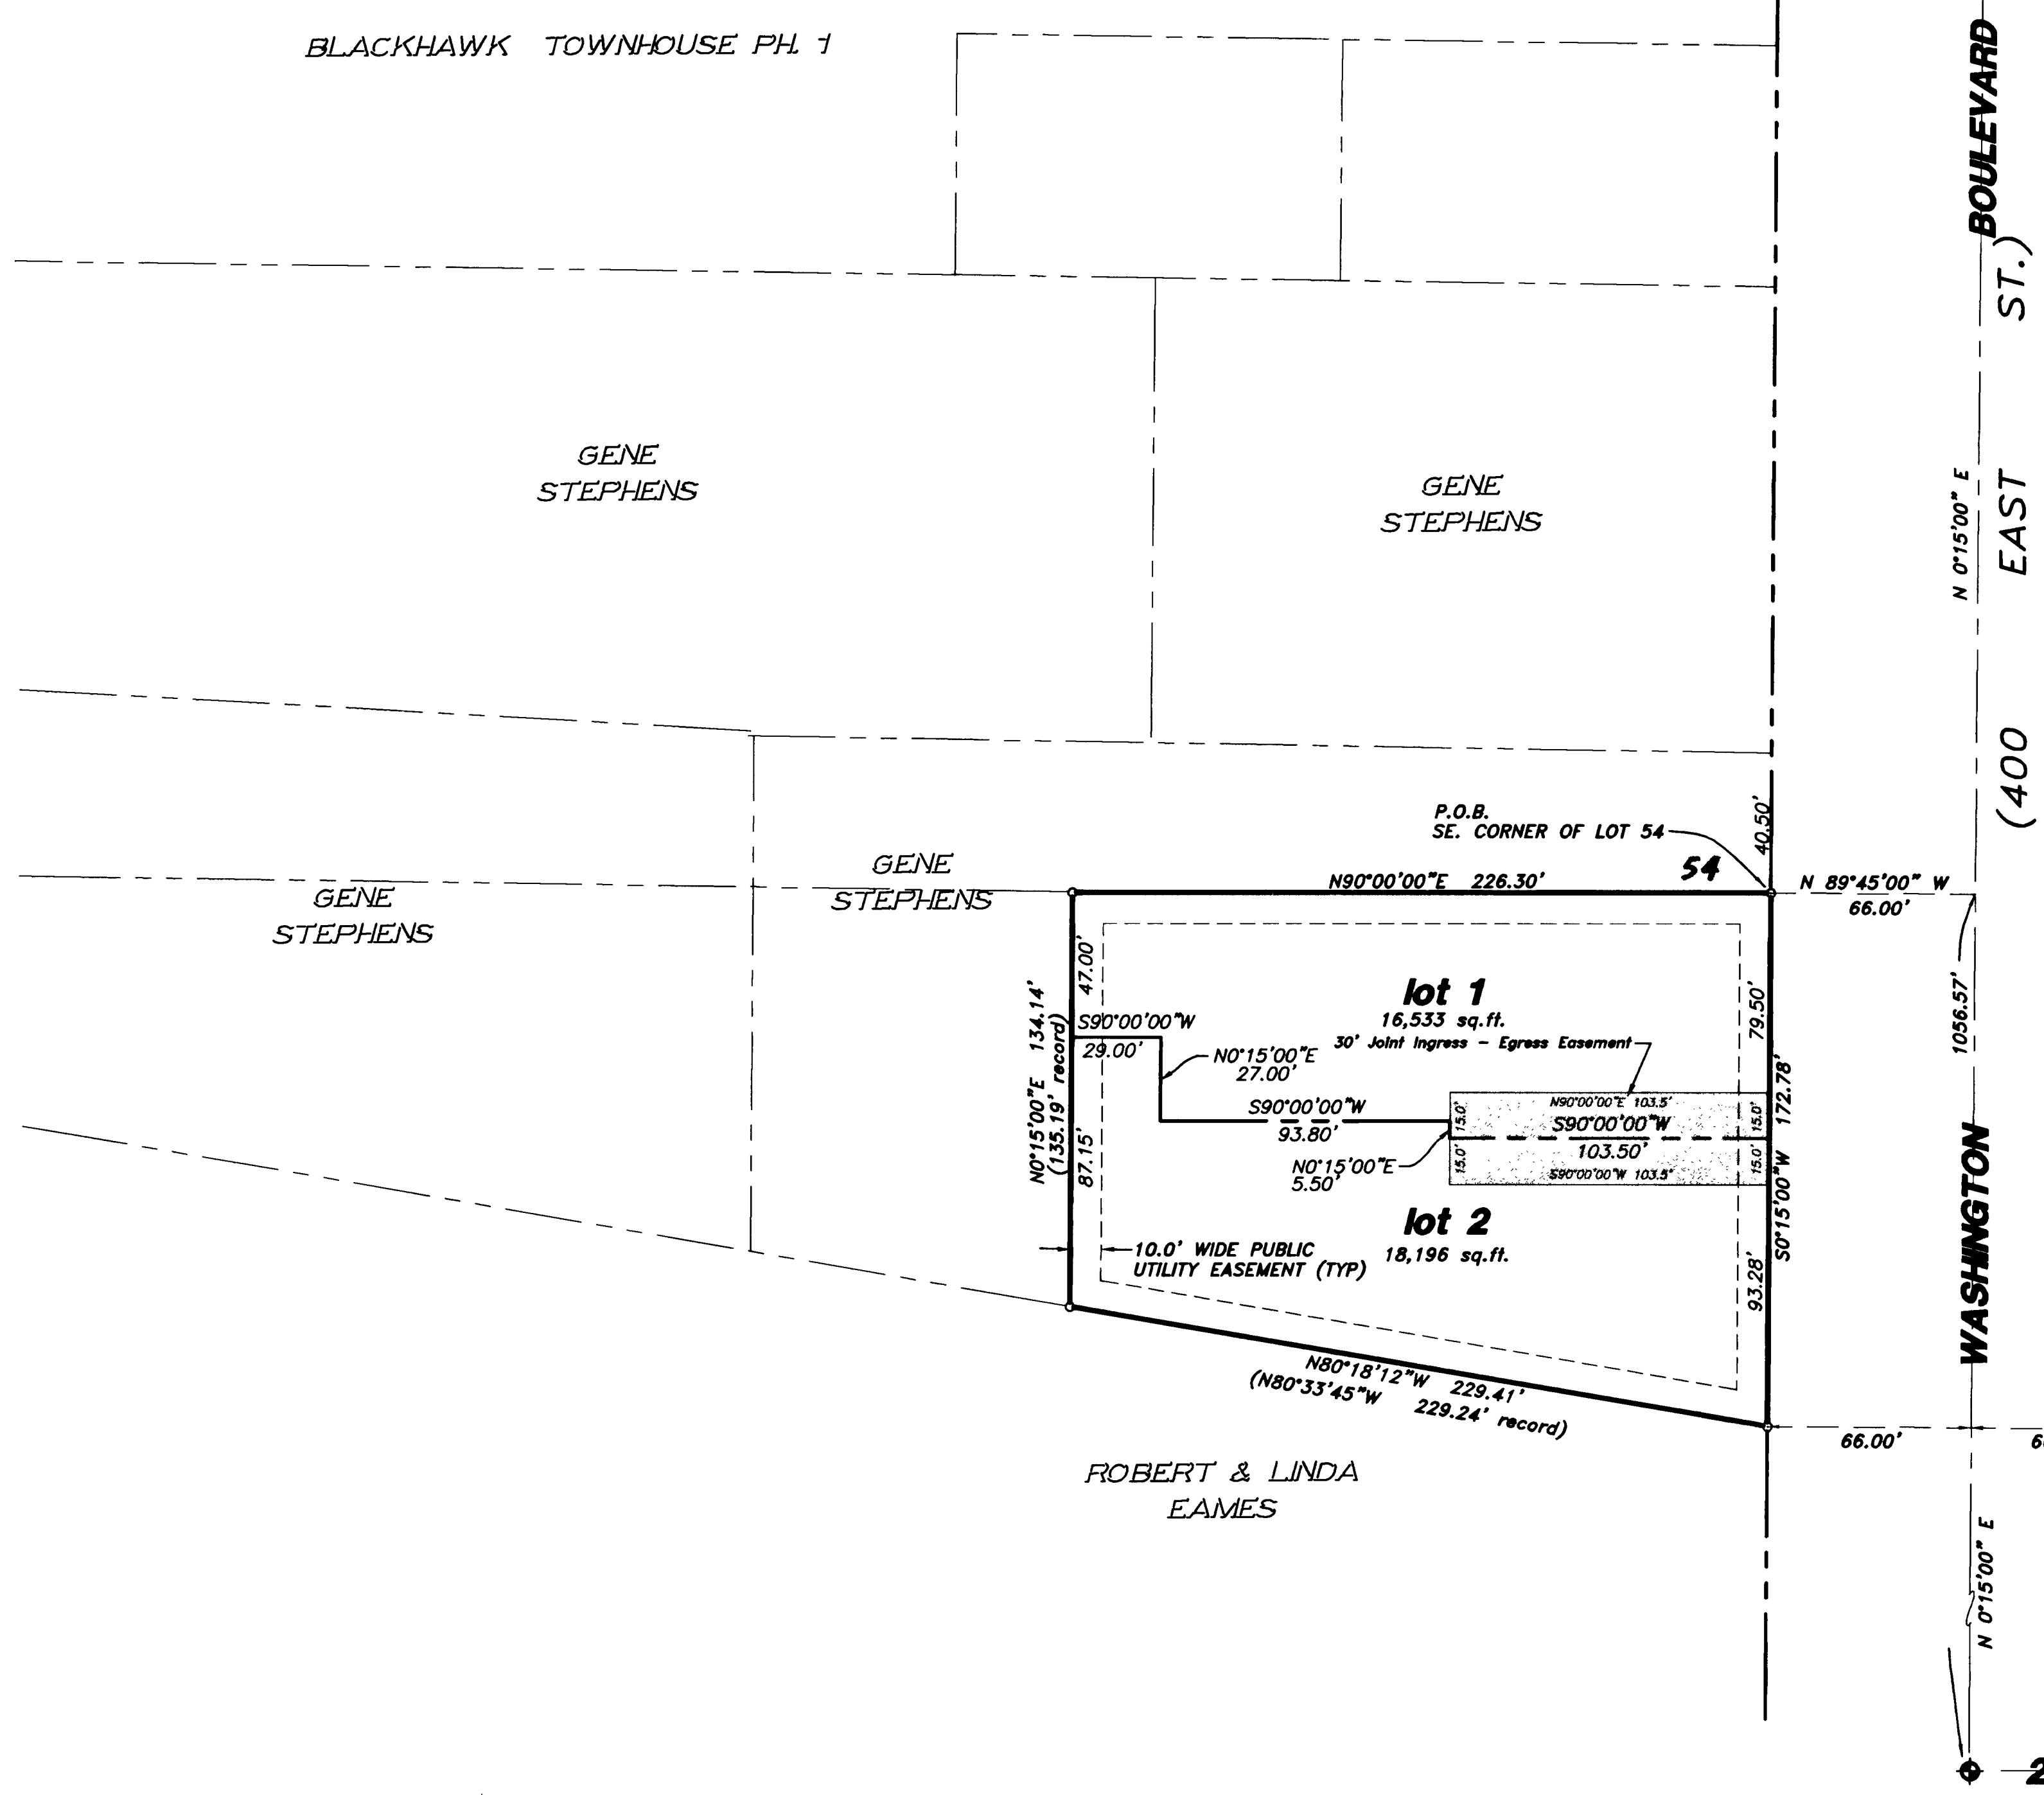 BLACKHAWK TOWNHOUSE PH. 1
BOULEVARD
(400 EAST ST.)
N 0°15'00" E
GENE
STEPHENS
GENE
STEPHENS
GENE
STEPHENS
GENE
STEPHENS
P.O.B.
SE. CORNER OF LOT 54
40.50'
54
N90°00'00"E 226.30'
N 89°45'00" W
66.00'
1056.57'
47.00'
lot 1
16,533 sq.ft.
30' Joint Ingress - Egress Easement
79.50'
S90°00'00"W
29.00'
N0°15'00"E
27.00'
N0°15'00"E 134.14'
(135.19' record)
87.15'
S90°00'00"W
93.80'
N0°15'00"E
5.50'
N90°00'00"E 103.5'
15.0'
15.0'
S90°00'00"W
103.50'
15.0'
15.0'
S90°00'00"W 103.5'
S0°15'00"W 172.78'
93.28'
WASHINGTON
lot 2
18,196 sq.ft.
10.0' WIDE PUBLIC
UTILITY EASEMENT (TYP)
N80°18'12"W 229.41'
(N80°33'45"W 229.24' record)
66.00'
ROBERT & LINDA
EAMES
N 0°15'00" E